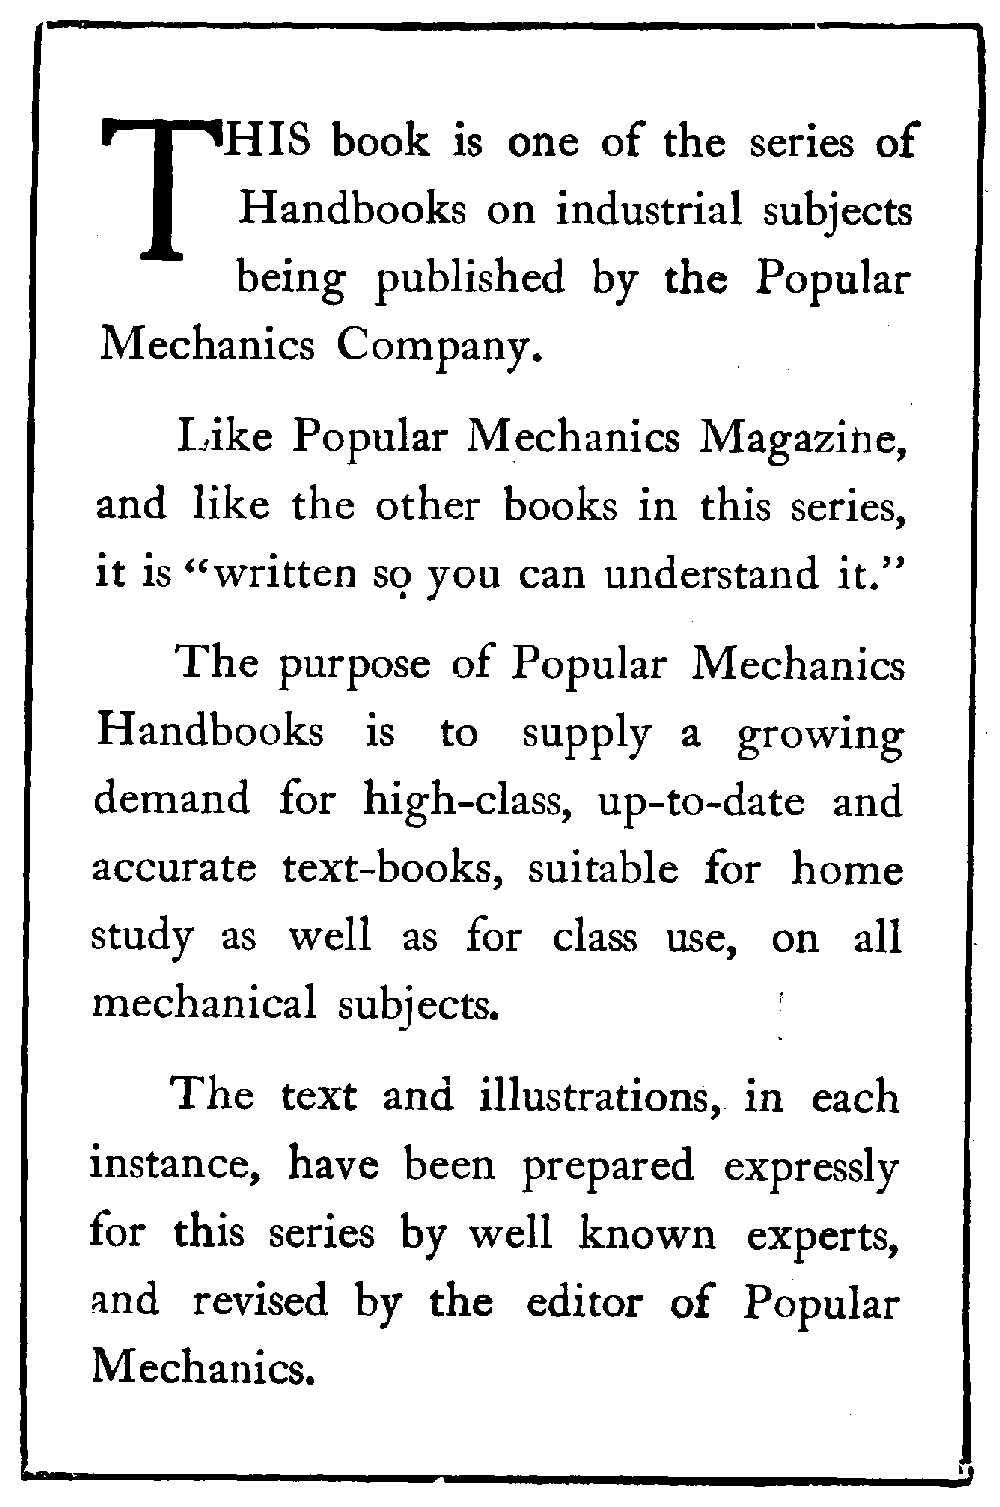 THIS book is one of the series of
Handbooks on industrial subjects
being published by the Popular
Mechanics Company.
Like Popular Mechanics Magazine,
and like the other books in this series,
it is “written so you can understand it.”
The purpose of Popular Mechanics
Handbooks is to supply a growing
demand for high-class, up-to-date and
accurate text-books, suitable for home
study as well as for class use, on all
mechanical subjects.
The text and illustrations, in each
instance, have been prepared expressly
for this series by well known experts,
and revised by the editor of Popular
Mechanics.